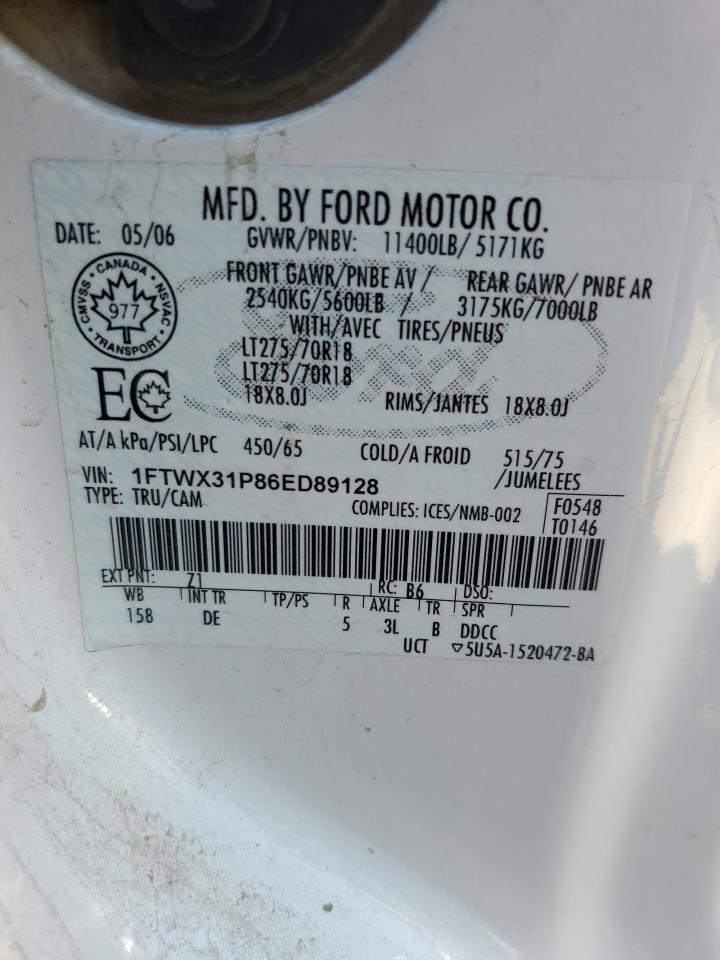 MFD. BY FORD MOTOR CO.
DATE: 05/06 GVWR/PNBV: 11400LB/ 5171KG
FRONT GAWR/PNBE AV / REAR GAWR/ PNBE AR
2540KG/5600LB / 3175KG/7000LB
WITH/AVEC TIRES/PNEUS
LT275/70R18
LT275/70R18
18X8.0J RIMS/JANTES 18X8.0J
CANADA
CMVSS NSVAC
977
TRANSPORT
EC
AT/A kPa/PSI/LPC 450/65 COLD/A FROID 515/75
/JUMELEES
VIN: 1FTWX31P86ED89128
TYPE: TRU/CAM COMPLIES: ICES/NMB-002
F0548
T0146
EXT PNT: Z1 RC: B6 DSO:
WB INT TR TP/PS R AXLE TR SPR
158 DE 5 3L B DDCC
UCT ▽5U5A-1520472-BA